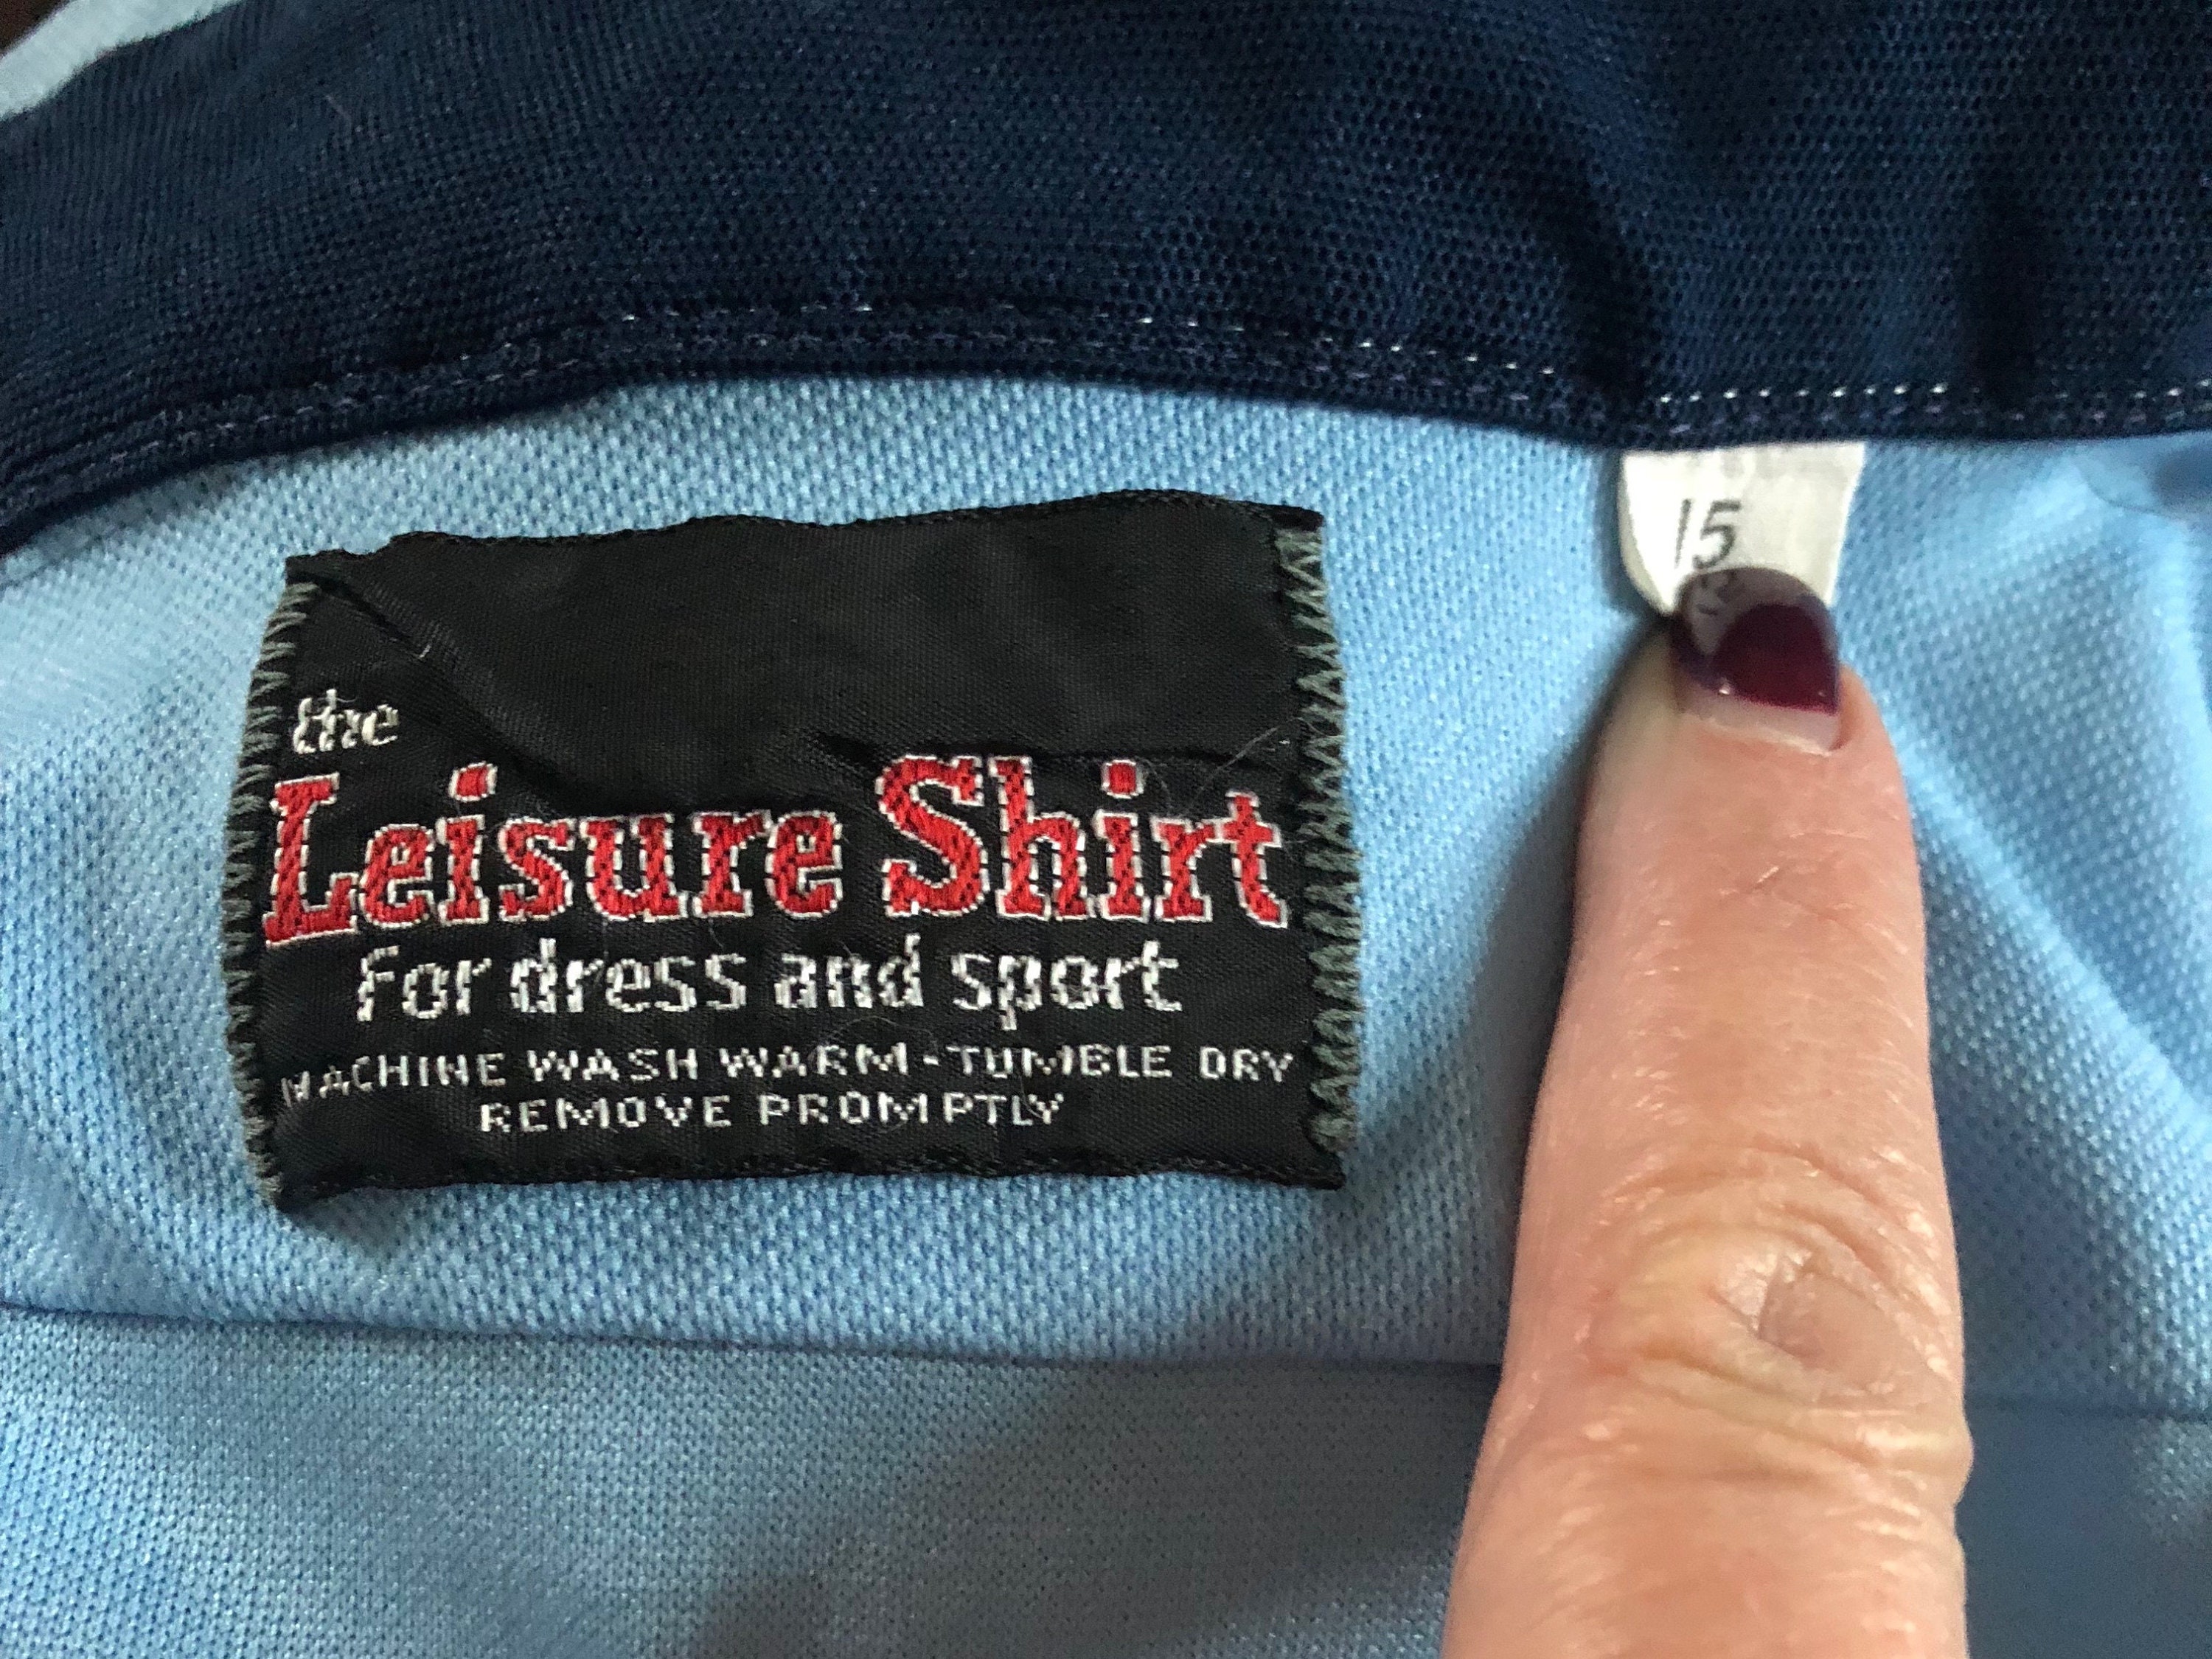 the
Leisure Shirt
For dress and sport
MACHINE WASH WARM - TUMBLE DRY
REMOVE PROMPTLY
15